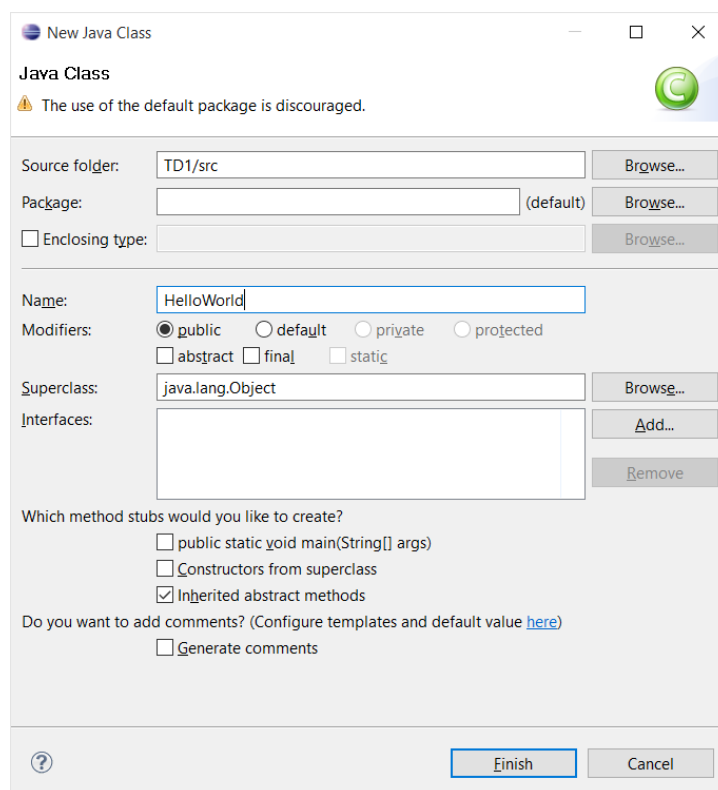 New Java Class
Java Class
The use of the default package is discouraged.
Source folder: TD1/src Browse...
Package: (default) Browse...
Enclosing type: Browse...
Name: HelloWorld
Modifiers: public default private protected
abstract final static
Superclass: java.lang.Object Browse...
Interfaces: Add...
Remove
Which method stubs would you like to create?
public static void main(String[] args)
Constructors from superclass
Inherited abstract methods
Do you want to add comments? (Configure templates and default value here)
Generate comments
? Finish Cancel